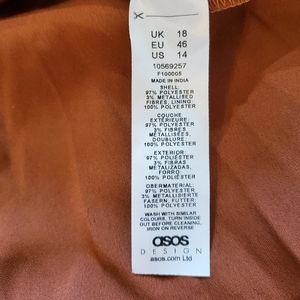 UK 18
EU 46
US 14
10569257
F100005
MADE IN INDIA
SHELL:
97% POLYESTER
3% METALLISED
FIBRES, LINING:
100% POLYESTER
COUCHE
EXTÉRIEURE:
97% POLYESTER
3% FIBRES
MÉTALLISÉES,
DOUBLURE:
100% POLYESTER
EXTERIOR:
97% POLIÉSTER
3% FIBRAS
METALIZADAS,
FORRO:
100% POLIÉSTER
OBERMATERIAL:
97% POLYESTER
3% METALLISIERTE
FASERN, FUTTER:
100% POLYESTER
WASH WITH SIMILAR
COLOURS, TURN INSIDE
OUT BEFORE CLEANING,
IRON ON REVERSE
asos
DESIGN
asos.com Ltd